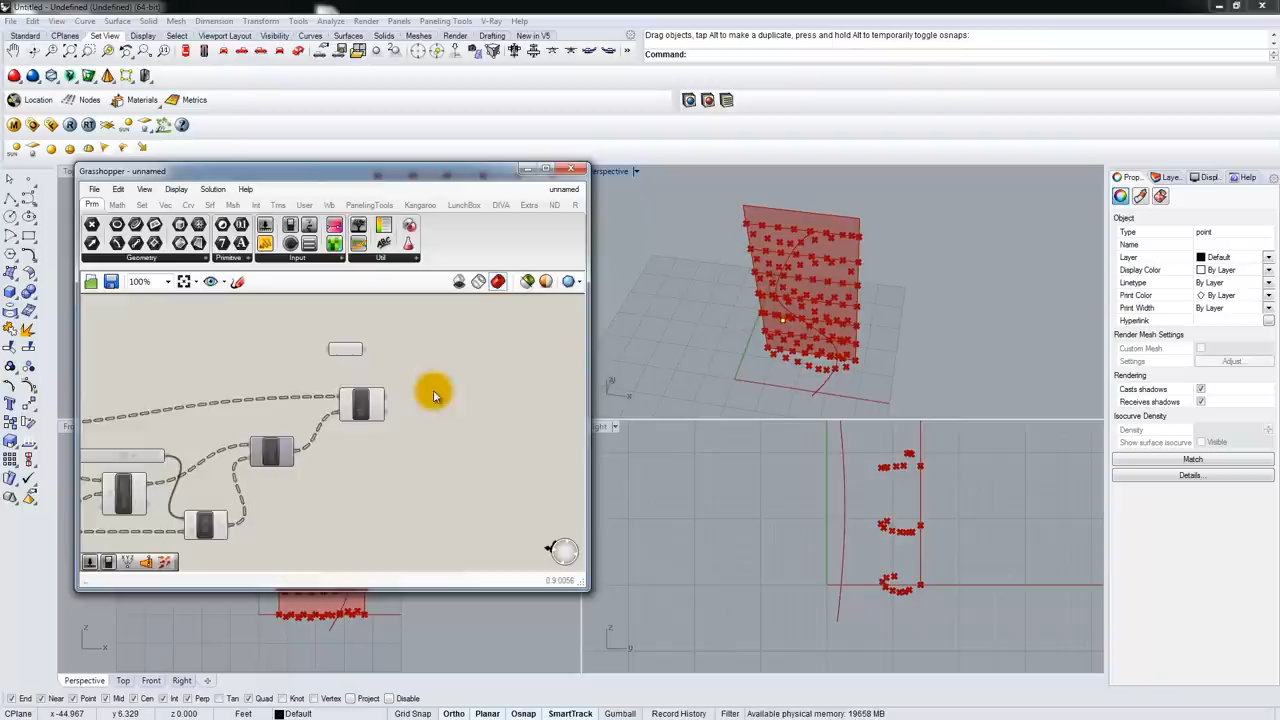 Untitled - Undefined (Undefined) (64-bit)
File Edit View Curve Surface Solid Mesh Dimension Transform Tools Analyze Render Panels Paneling Tools V-Ray Help
Standard CPlanes Set View Display Select Viewport Layout Visibility Curves Surfaces Solids Meshes Render Drafting New in V5
Drag objects, tap Alt to make a duplicate, press and hold Alt to temporarily toggle osnaps:
Command:
Location Nodes Materials Metrics
Grasshopper - unnamed
File Edit View Display Solution Help unnamed
Prm Math Set Vec Crv Srf Msh Int Trns User Wb PanelingTools Kangaroo LunchBox DIVA Extra ND R
Geometry Primitive Input Util
100%
0.9.0056
erspective
ight
Prop... Laye... Displ... Help
Object
Type point
Name
Layer Default
Display Color By Layer
Linetype By Layer
Print Color By Layer
Print Width By Layer
Hyperlink
Render Mesh Settings
Custom Mesh
Settings Adjust...
Rendering
Casts shadows
Receives shadows
Isocurve Density
Density
Show surface isocurve Visible
Match
Details...
Perspective Top Front Right
End Near Point Mid Cen Int Perp Tan Quad Knot Vertex Project Disable
CPlane x -44.967 y 6.329 z 0.000 Feet Default Grid Snap Ortho Planar Osnap SmartTrack Gumball Record History Filter Available physical memory: 19658 MB